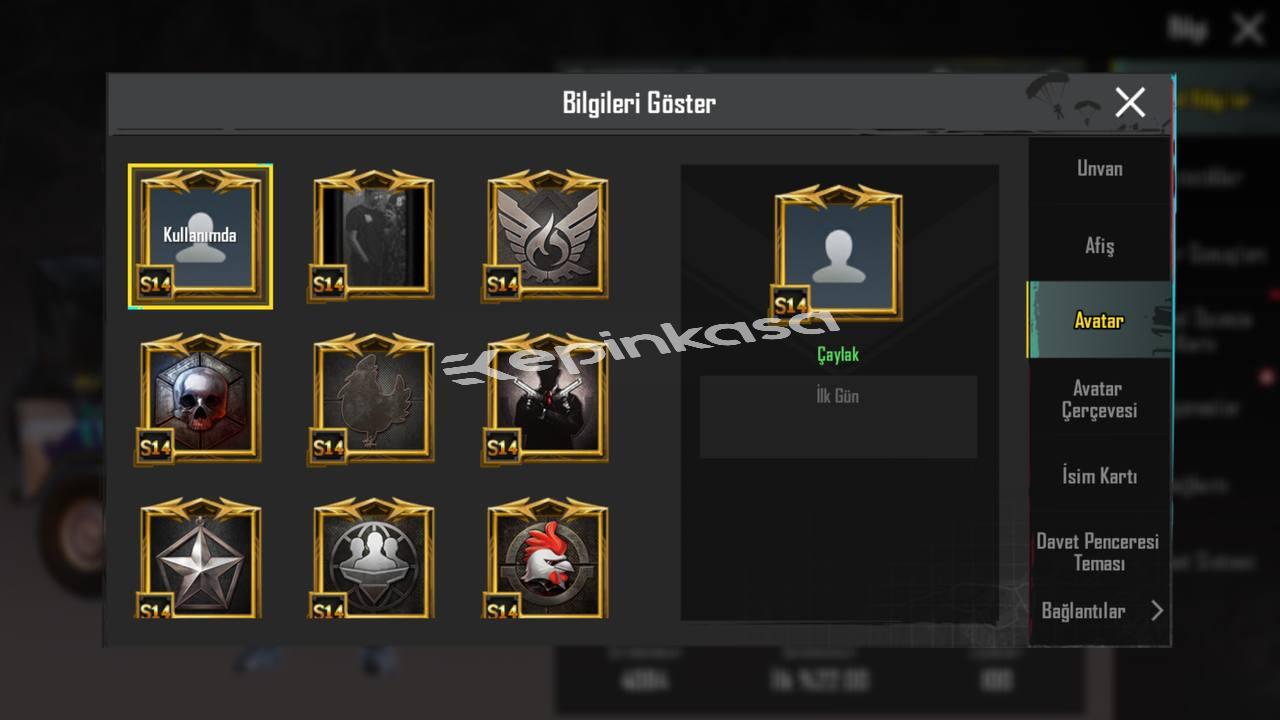 Bilgi
Bilgileri Göster
Kullanımda
S14
S14
S14
S14
S14
S14
S14
S14
S14
S14
epinkasa
Çaylak
İlk Gün
Unvan
Afiş
Avatar
Avatar
Çerçevesi
İsim Kartı
Davet Penceresi
Teması
Bağlantılar